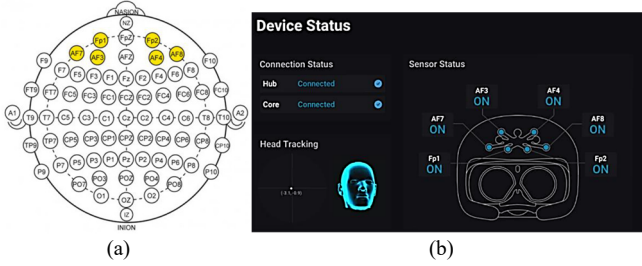 NASION
NZ
Fp1 FpZ Fp2
AF7 AF3 AFZ AF4 AF8
F9 F7 F5 F3 F1 Fz F2 F4 F6 F8 F10
FT7 FC5 FC3 FC1 FCZ FC2 FC4 FC6 FT8
A1 T9 T7 C5 C3 C1 Cz C2 C4 C6 T8 T10 A2
TP9 TP7 CP5 CP3 CP1 CPZ CP2 CP4 CP6
P9 P7 P5 P3 P1 Pz P2 P4 P6 P8 P10
PO7 PO3 POZ PO4 PO8
O1 OZ O2
IZ
INION
(a)
Device Status
Connection Status
Hub Connected
Core Connected
Head Tracking
Sensor Status
AF3 AF4
ON ON
AF7 AF8
ON ON
Fp1 Fp2
ON ON
(b)